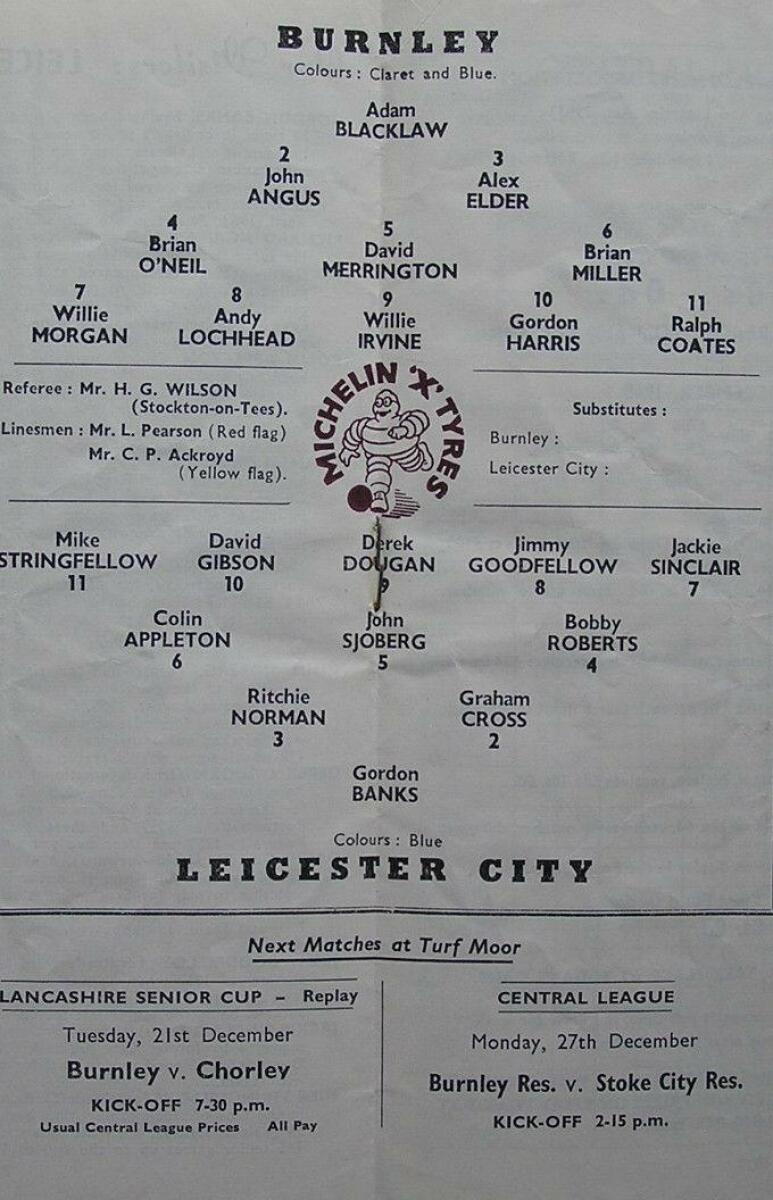 BURNLEY
Colours : Claret and Blue.
Adam
BLACKLAW
2 3
John Alex
ANGUS ELDER
4 5 6
Brian David Brian
O'NEIL MERRINGTON MILLER
7 8 9 10 11
Willie Andy Willie Gordon Ralph
MORGAN LOCHHEAD IRVINE HARRIS COATES
Referee : Mr. H. G. WILSON
(Stockton-on-Tees).
Linesmen : Mr. L. Pearson (Red flag)
Mr. C. P. Ackroyd
(Yellow flag).
MICHELIN 'X' TYRES
Substitutes :
Burnley :
Leicester City :
Mike David Derek Jimmy Jackie
STRINGFELLOW GIBSON DOUGAN GOODFELLOW SINCLAIR
11 10 9 8 7
Colin John Bobby
APPLETON SJOBERG ROBERTS
6 5 4
Ritchie Graham
NORMAN CROSS
3 2
Gordon
BANKS
Colours : Blue
LEICESTER CITY
Next Matches at Turf Moor
LANCASHIRE SENIOR CUP - Replay
Tuesday, 21st December
Burnley v. Chorley
KICK-OFF 7-30 p.m.
Usual Central League Prices All Pay
CENTRAL LEAGUE
Monday, 27th December
Burnley Res. v. Stoke City Res.
KICK-OFF 2-15 p.m.